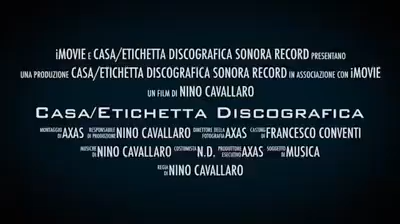 iMOVIE E CASA/ETICHETTA DISCOGRAFICA SONORA RECORD PRESENTANO
UNA PRODUZIONE CASA/ETICHETTA DISCOGRAFICA SONORA RECORD IN ASSOCIAZIONE CON iMOVIE
UN FILM DI NINO CAVALLARO
CASA/ETICHETTA DISCOGRAFICA
MONTAGGIO DI AXAS RESPONSABILE DI PRODUZIONE NINO CAVALLARO DIRETTORE DELLA FOTOGRAFIA AXAS CASTING DI FRANCESCO CONVENTI
MUSICHE DI NINO CAVALLARO COSTUMISTA N.D. PRODUTTORE ESECUTIVO AXAS SOGGETTO DI MUSICA
REGIA DI NINO CAVALLARO